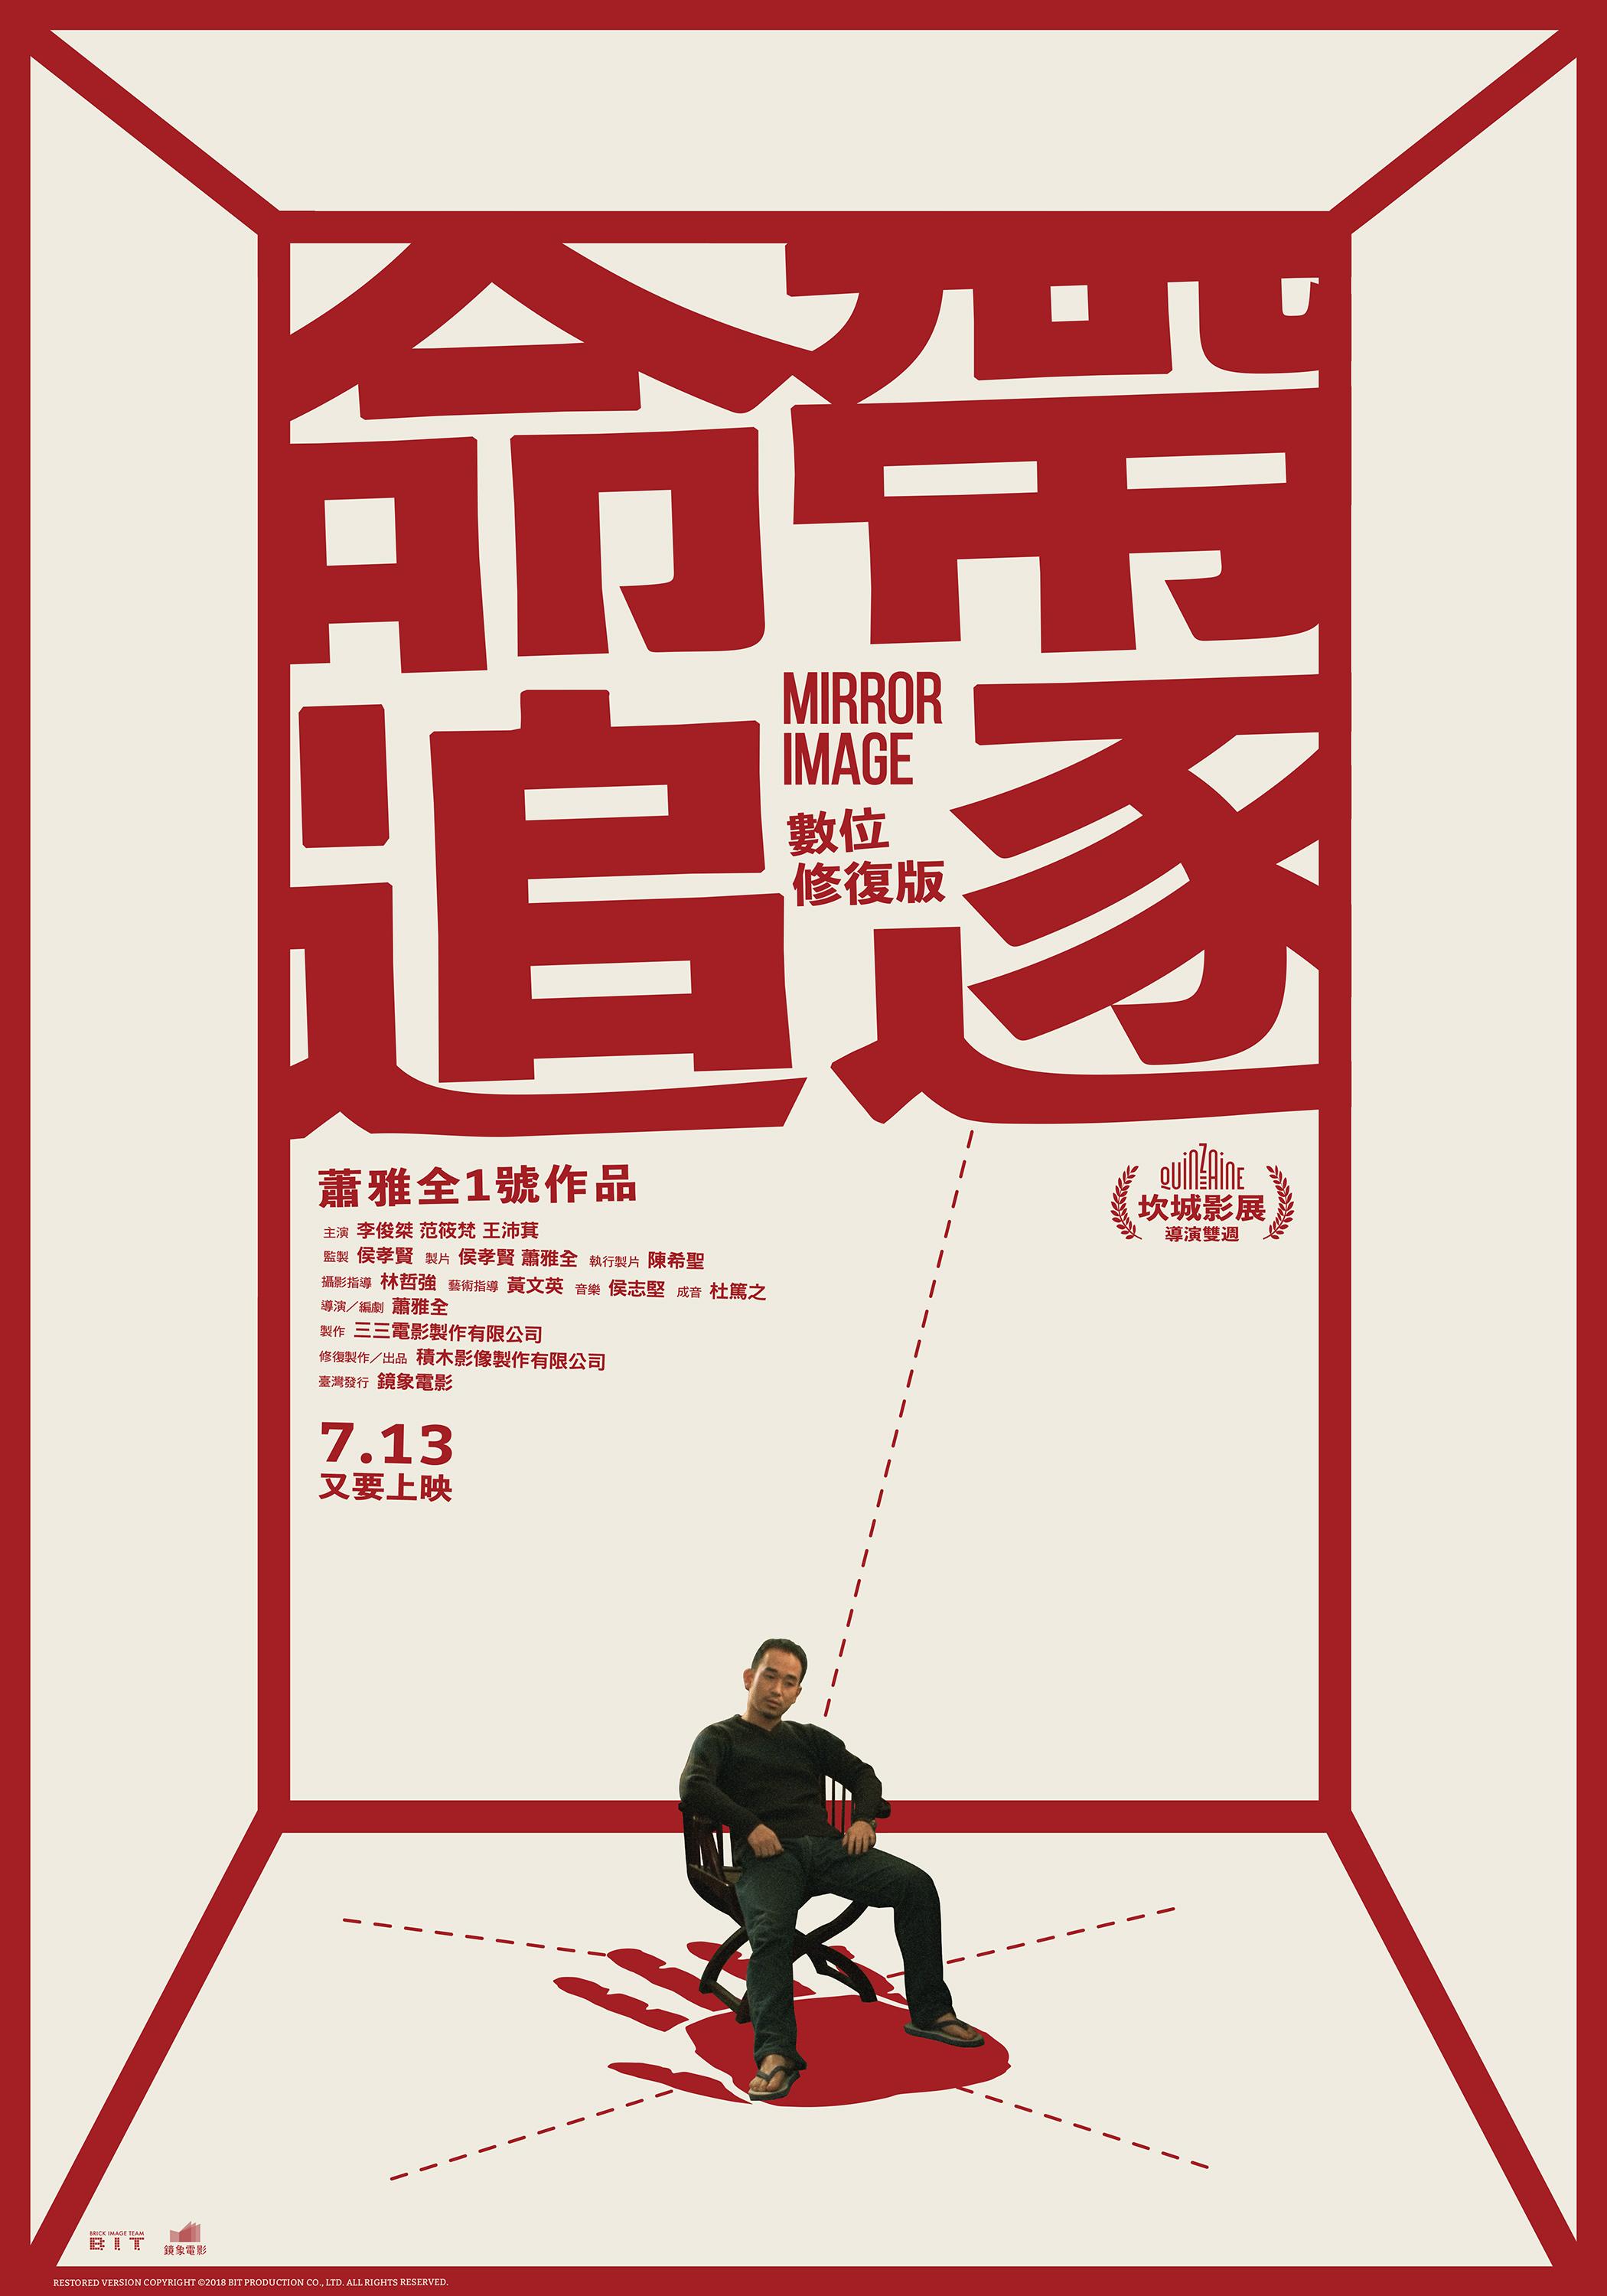 命帶
追逐
MIRROR
IMAGE
數位
修復版
蕭雅全1號作品
主演 李俊桀 范筱梵 王沛萁
監製 侯孝賢 製片 侯孝賢 蕭雅全 執行製片 陳希聖
攝影指導 林哲強 藝術指導 黃文英 音樂 侯志堅 成音 杜篤之
導演／編劇 蕭雅全
製作 三三電影製作有限公司
修復製作／出品 積木影像製作有限公司
臺灣發行 鏡象電影
7.13
又要上映
QUINZAINE
坎城影展
導演雙週
BRICK IMAGE TEAM
BIT
鏡象電影
RESTORED VERSION COPYRIGHT ©2018 BIT PRODUCTION CO., LTD. ALL RIGHTS RESERVED.